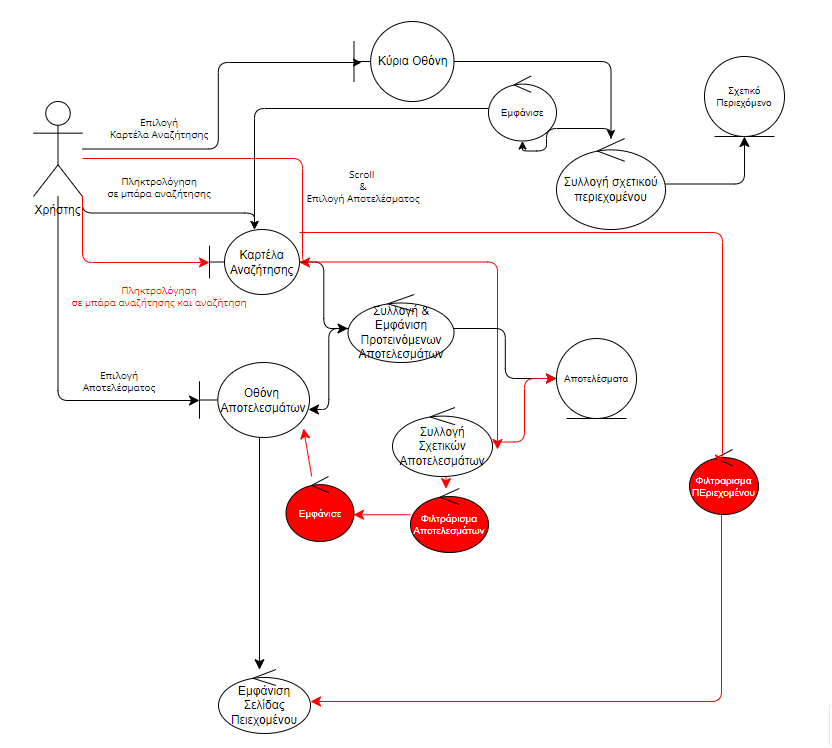 Κύρια Οθόνη
Σχετικό
Περιεχόμενο
Εμφάνισε
Επιλογή
Καρτέλα Αναζήτησης
Scroll
&
Επιλογή Αποτελέσματος
Συλλογή σχετικού
περιεχομένου
Πληκτρολόγηση
σε μπάρα αναζήτησης
Χρήστης
Καρτέλα
Αναζήτησης
Πληκτρολόγηση
σε μπάρα αναζήτησης και αναζήτηση
Συλλογή &
Εμφάνιση
Προτεινόμενων
Αποτελεσμάτων
Επιλογή
Αποτελέσματος
Οθόνη
Αποτελεσμάτων
Αποτελέσματα
Συλλογή
Σχετικών
Αποτελεσμάτων
Φιλτραρισμα
ΠΕριεχομένου
Εμφάνισε
Φιλτράρισμα
Αποτελεσμάτων
Εμφάνιση
Σελίδας
Πειεχομένου